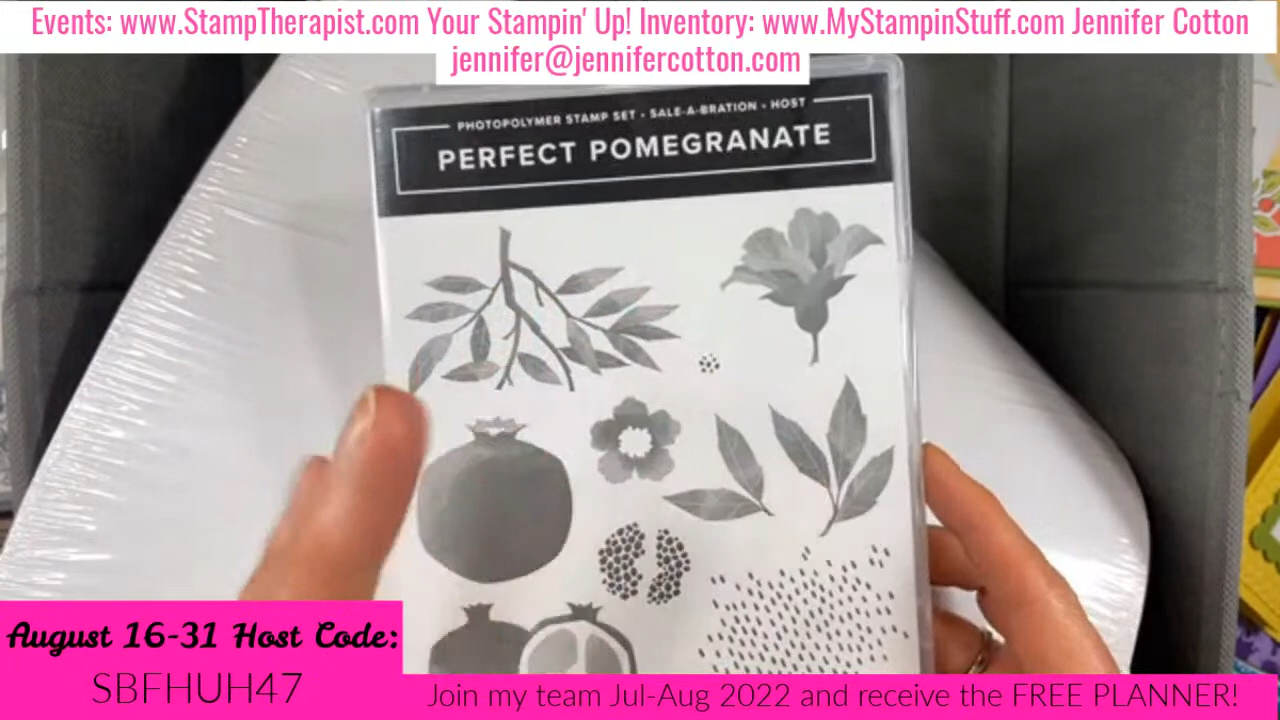 Events: www.StampTherapist.com Your Stampin' Up! Inventory: www.MyStampinStuff.com Jennifer Cotton
jennifer@jennifercotton.com
PHOTOPOLYMER STAMP SET • SALE-A-BRATION • HOST
PERFECT POMEGRANATE
August 16-31 Host Code:
SBFHUH47
Join my team Jul-Aug 2022 and receive the FREE PLANNER!